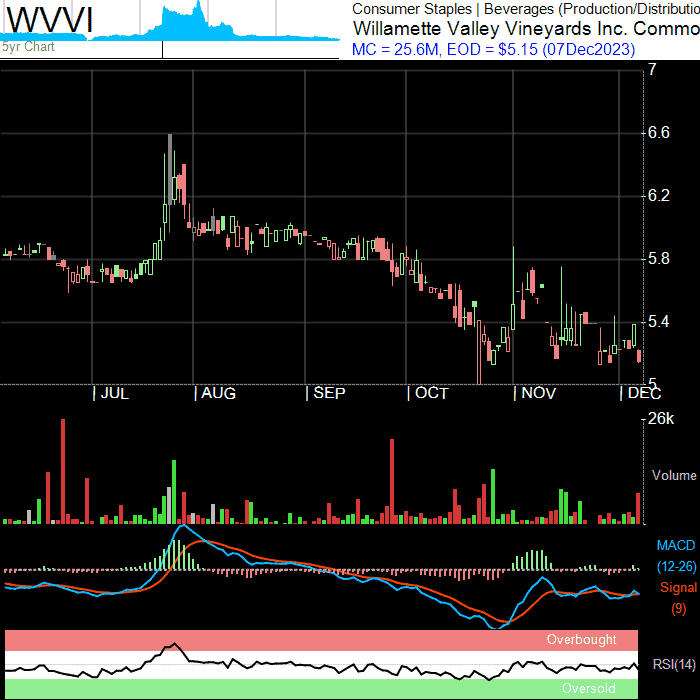 WVVI
5yr Chart
Consumer Staples | Beverages (Production/Distributio
Willamette Valley Vineyards Inc. Commo
MC = 25.6M, EOD = $5.15 (07Dec2023)
7
6.6
6.2
5.8
5.4
5
| JUL | AUG | SEP | OCT | NOV | DEC
26k
Volume
MACD
(12-26)
Signal
(9)
Overbought
RSI(14)
Oversold